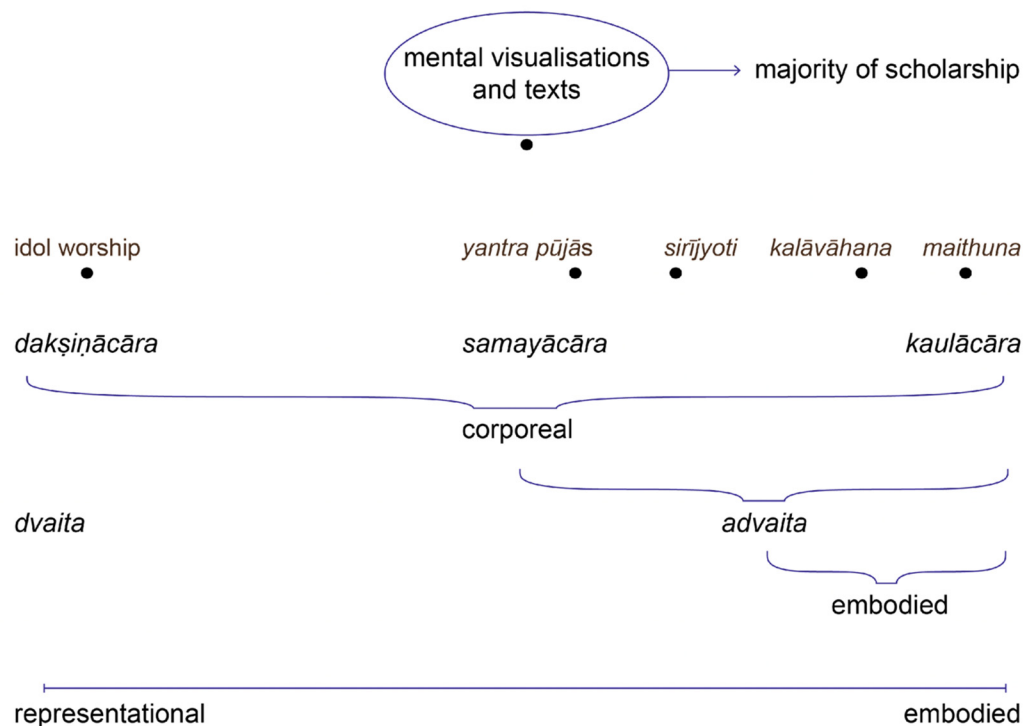 mental visualisations
and texts
majority of scholarship
idol worship
yantra pūjās
sirījyoti
kalāvāhana
maithuna
dakṣiṇācāra
samayācāra
kaulācāra
corporeal
dvaita
advaita
embodied
representational
embodied